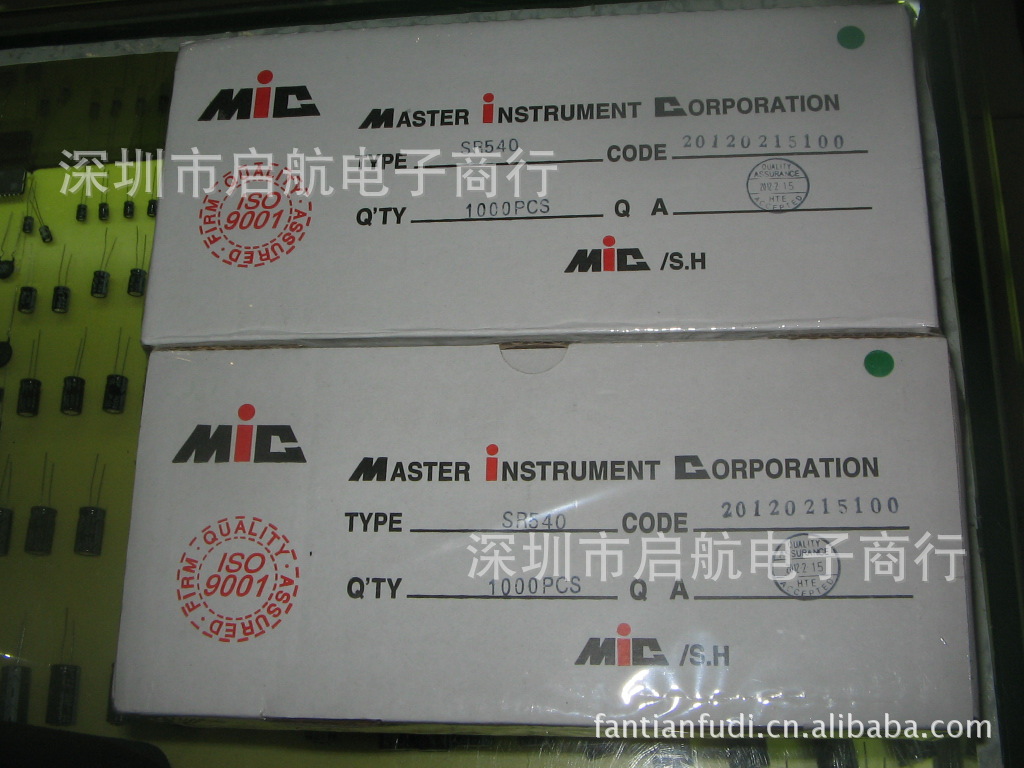 MIC
MASTER INSTRUMENT CORPORATION
TYPE SR540 CODE 20120215100
深圳市启航电子商行
FIRM · QUALITY · ASSURED
ISO
9001
Q'TY 1000PCS Q A
QUALITY
ASSURANCE
2012.2.15
HTE
ACCEPTED
MIC /S.H
MIC
MASTER INSTRUMENT CORPORATION
TYPE SR540 CODE 20120215100
深圳市启航电子商行
FIRM · QUALITY · ASSURED
ISO
9001
Q'TY 1000PCS Q A
QUALITY
ASSURANCE
2012.2.15
HTE
ACCEPTED
MIC /S.H
fantianfudi.cn.alibaba.com